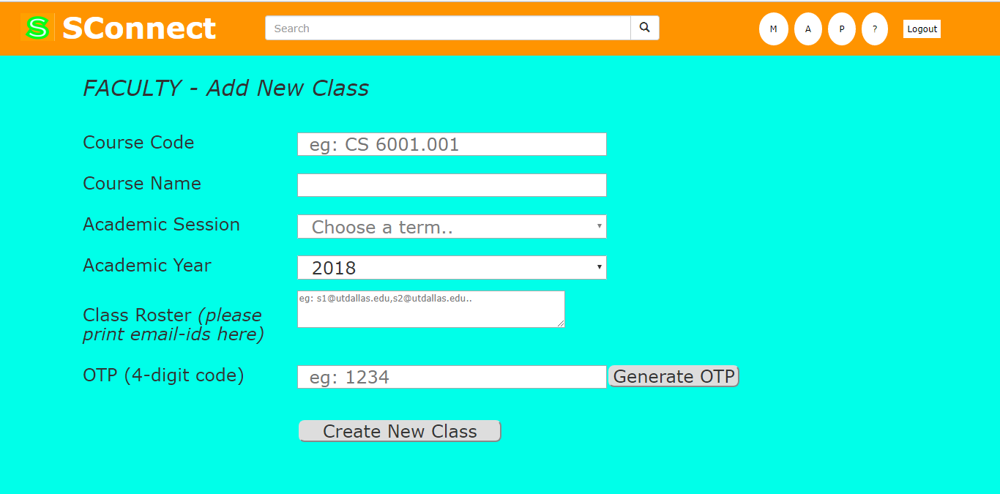 S SConnect Search M A P ? Logout
FACULTY - Add New Class
Course Code eg: CS 6001.001
Course Name
Academic Session Choose a term..
Academic Year 2018
eg: s1@utdallas.edu,s2@utdallas.edu..
Class Roster (please
print email-ids here)
OTP (4-digit code) eg: 1234 Generate OTP
Create New Class